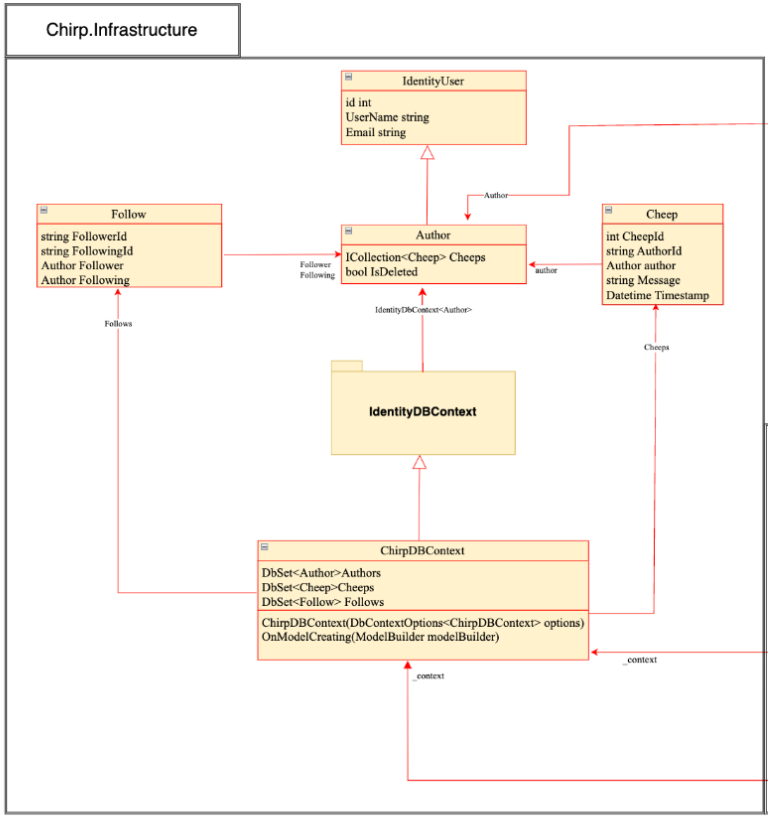 Chirp.Infrastructure
IdentityUser
id int
UserName string
Email string
Author
Follow
string FollowerId
string FollowingId
Author Follower
Author Following
Follower
Following
Author
ICollection<Cheep> Cheeps
bool IsDeleted
author
Cheep
int CheepId
string AuthorId
Author author
string Message
Datetime Timestamp
Follows
IdentityDbContext<Author>
Cheeps
IdentityDBContext
ChirpDBContext
DbSet<Author>Authors
DbSet<Cheep>Cheeps
DbSet<Follow> Follows
ChirpDBContext(DbContextOptions<ChirpDBContext> options)
OnModelCreating(ModelBuilder modelBuilder)
_context
_context